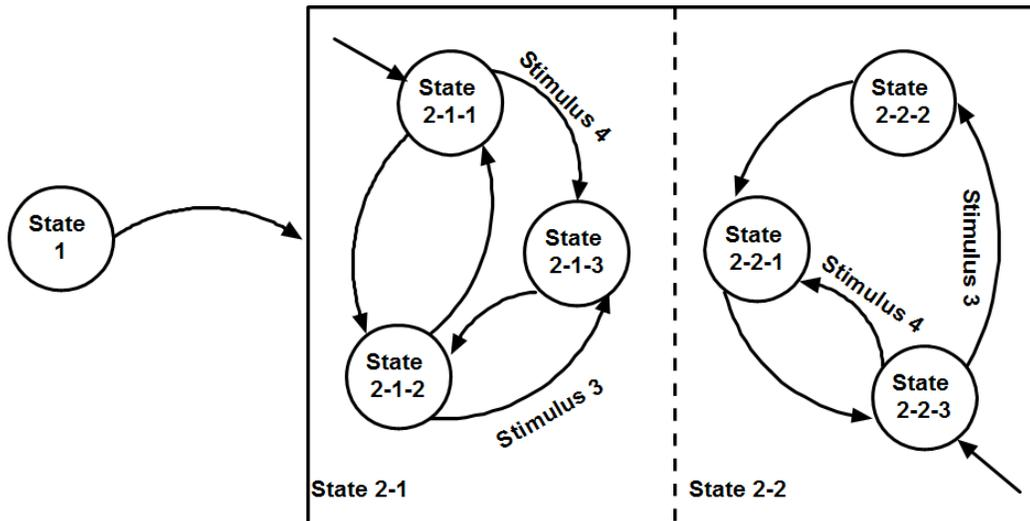 State
1
State
2-1-1
Stimulus 4
State
2-1-3
State
2-1-2
Stimulus 3
State 2-1
State
2-2-2
State
2-2-1
Stimulus 4
Stimulus 3
State
2-2-3
State 2-2